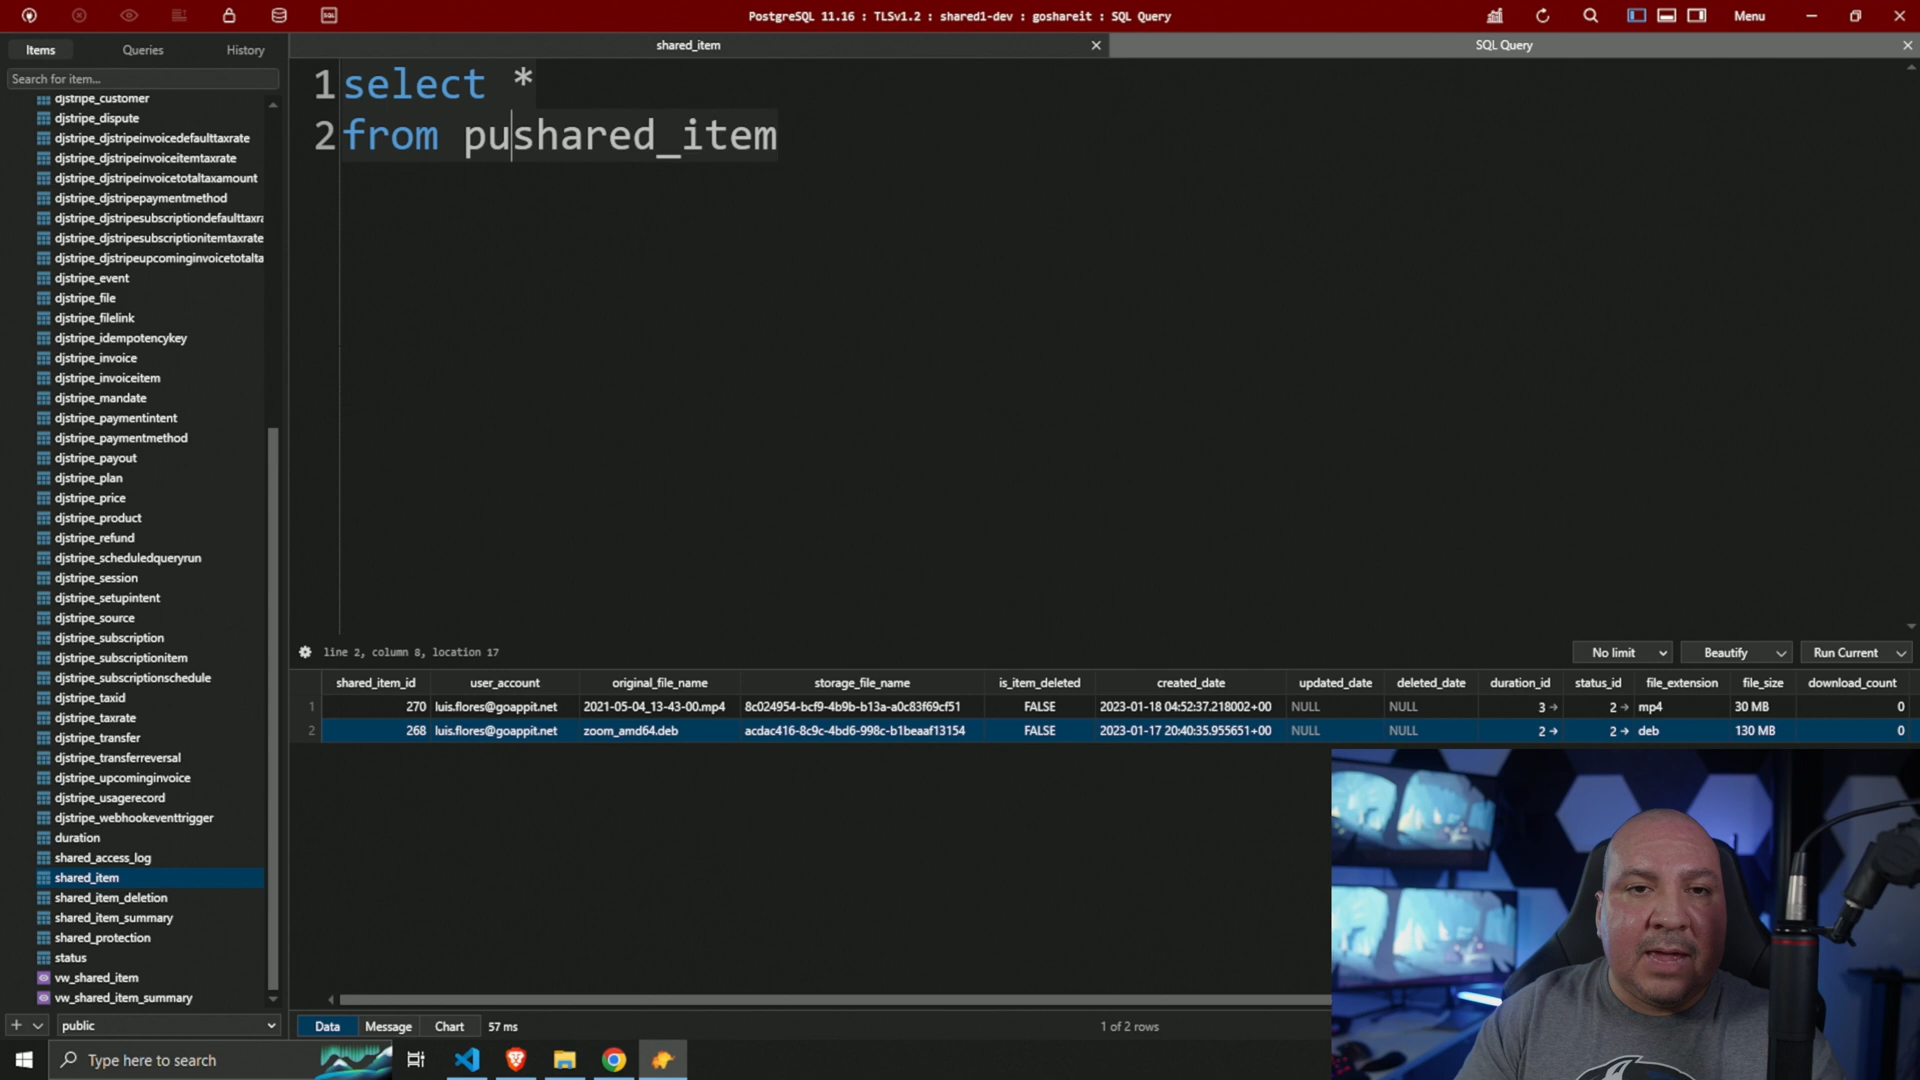 PostgreSQL 11.16 : TLSv1.2 : shared1-dev : goshareit : SQL Query
Menu
Items
Queries
History
shared_item
SQL Query
Search for item...
djstripe_customer
djstripe_dispute
djstripe_djstripeinvoicedefaulttaxrate
djstripe_djstripeinvoiceitemtaxrate
djstripe_djstripeinvoicetotaltaxamount
djstripe_djstripepaymentmethod
djstripe_djstripesubscriptiondefaulttaxra
djstripe_djstripesubscriptionitemtaxrate
djstripe_djstripeupcominginvoicetotalta
djstripe_event
djstripe_file
djstripe_filelink
djstripe_idempotencykey
djstripe_invoice
djstripe_invoiceitem
djstripe_mandate
djstripe_paymentintent
djstripe_paymentmethod
djstripe_payout
djstripe_plan
djstripe_price
djstripe_product
djstripe_refund
djstripe_scheduledqueryrun
djstripe_session
djstripe_setupintent
djstripe_source
djstripe_subscription
djstripe_subscriptionitem
djstripe_subscriptionschedule
djstripe_taxid
djstripe_taxrate
djstripe_transfer
djstripe_transferreversal
djstripe_upcominginvoice
djstripe_usagerecord
djstripe_webhookeventtrigger
duration
shared_access_log
shared_item
shared_item_deletion
shared_item_summary
shared_protection
status
vw_shared_item
vw_shared_item_summary
public
1 select *
2 from pushared_item
line 2, column 8, location 17
No limit
Beautify
Run Current
shared_item_id user_account original_file_name storage_file_name is_item_deleted created_date updated_date deleted_date duration_id status_id file_extension file_size download_count
1 270 luis.flores@goappit.net 2021-05-04_13-43-00.mp4 8c024954-bcf9-4b9b-b13a-a0c83f69cf51 FALSE 2023-01-18 04:52:37.218002+00 NULL NULL 3 → 2 → mp4 30 MB 0
2 268 luis.flores@goappit.net zoom_amd64.deb acdac416-8c9c-4bd6-998c-b1beaaf13154 FALSE 2023-01-17 20:40:35.955651+00 NULL NULL 2 → 2 → deb 130 MB 0
Data
Message
Chart
57 ms
1 of 2 rows
Type here to search